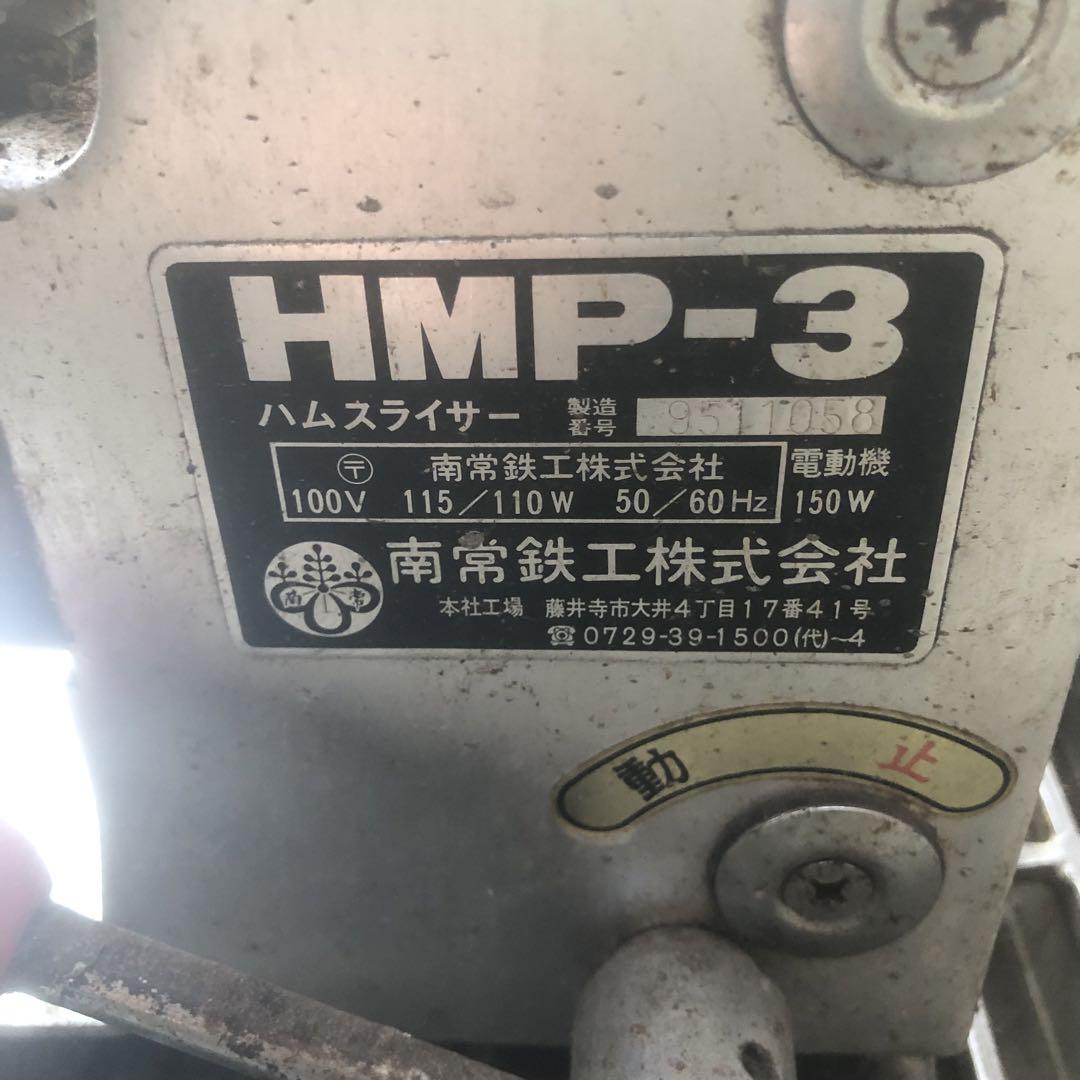 HMP-3
ハムスライサー 製造番号 9511058
〒 南常鉄工株式会社 電動機
100V 115/110W 50/60Hz 150W
南常 南常鉄工株式会社
本社工場 藤井寺市大井4丁目17番41号
☎0729-39-1500(代)~4
動 止